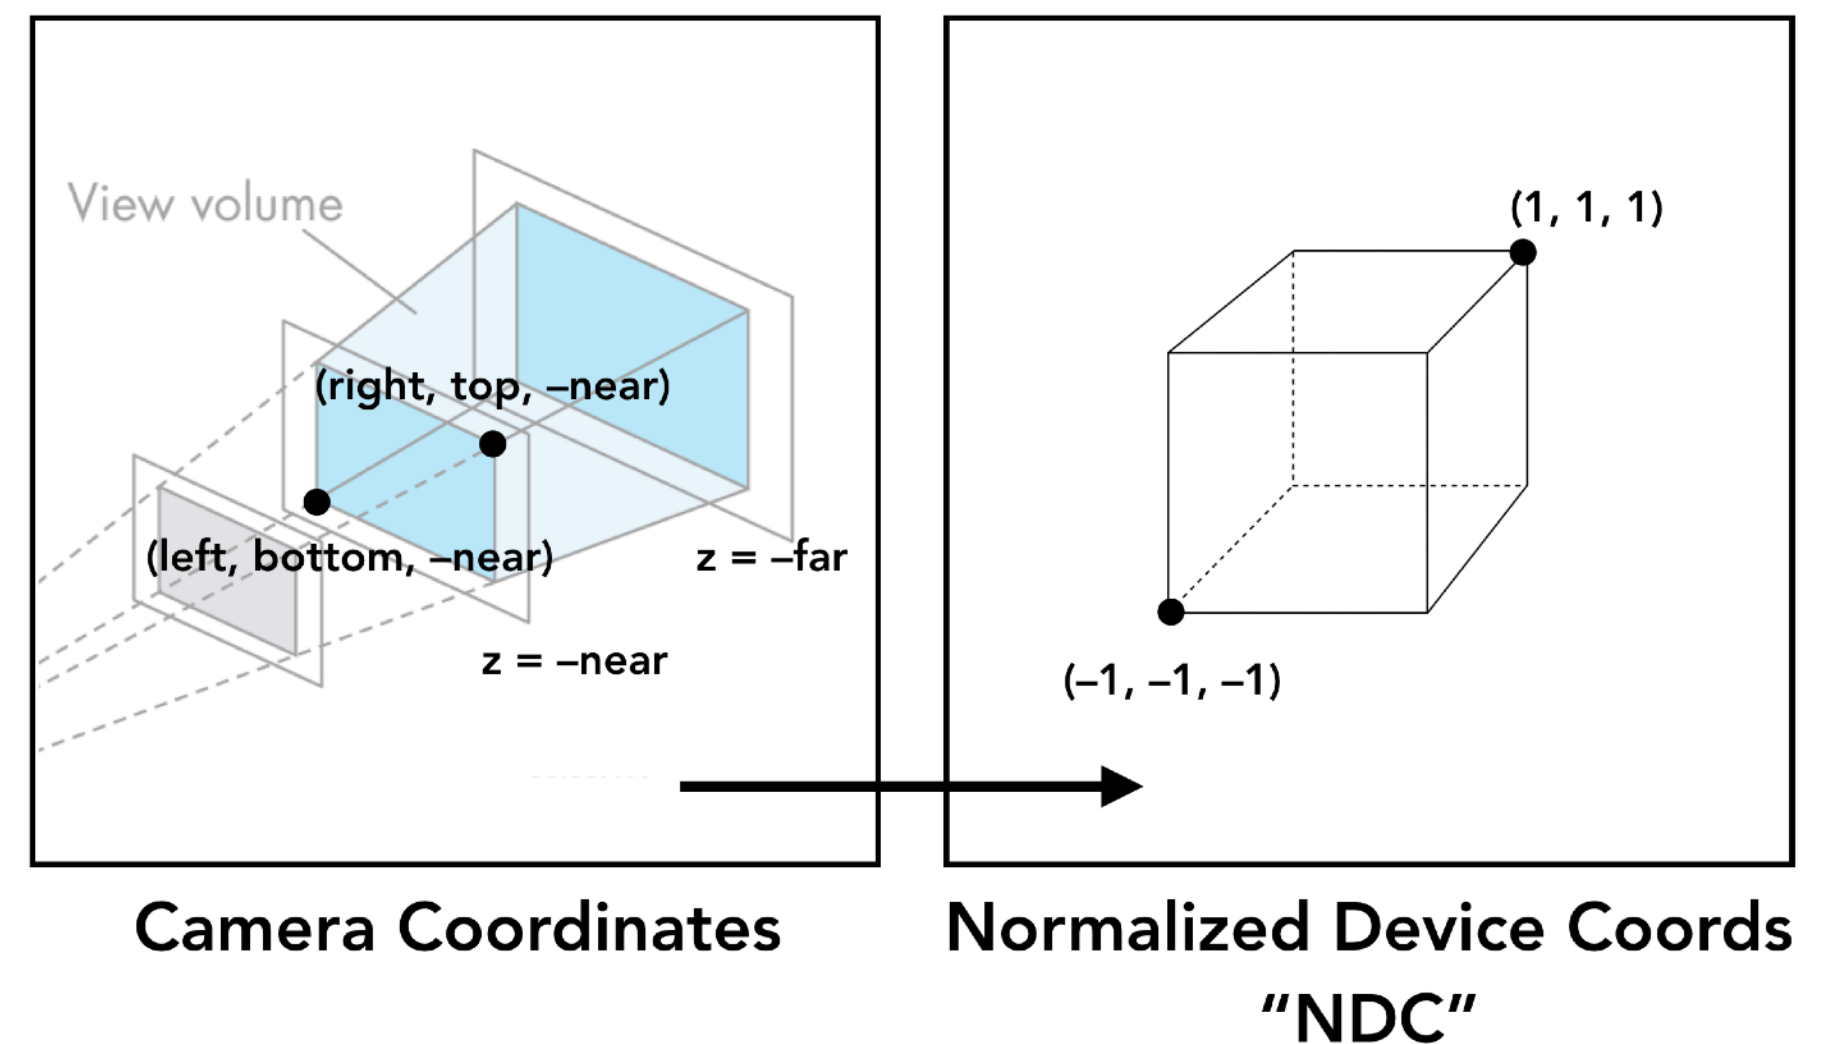 View volume
(right, top, –near)
(left, bottom, –near)
z = –far
z = –near
(1, 1, 1)
(–1, –1, –1)
Camera Coordinates
Normalized Device Coords
“NDC”